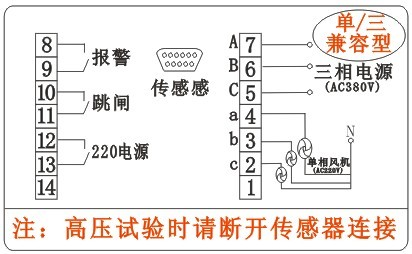 单/三
兼容型
8
9
报警
10
11
跳闸
12
13
220电源
14
传感感
A
7
B
6
三相电源
(AC380V)
C
5
a
4
b
3
c
2
1
N
单相风机
(AC220V)
注：高压试验时请断开传感器连接